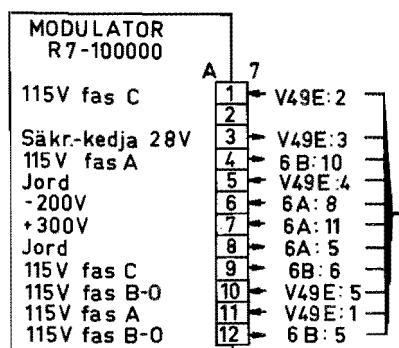 MODULATOR
R7-100000
A 7
115V fas C 1 V49E:2
2
Säkr.-kedja 28V 3 V49E:3
115V fas A 4 6B:10
Jord 5 V49E:4
-200V 6 6A:8
+300V 7 6A:11
Jord 8 6A:5
115V fas C 9 6B:6
115V fas B-0 10 V49E:5
115V fas A 11 V49E:1
115V fas B-0 12 6B:5